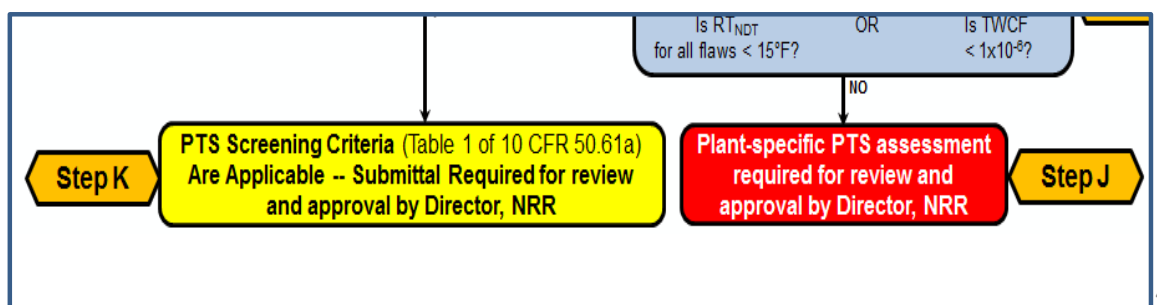 Is RTNDT OR Is TWCF
for all flaws < 15°F? < 1x10⁻⁶?
NO
PTS Screening Criteria (Table 1 of 10 CFR 50.61a)
Are Applicable -- Submittal Required for review
and approval by Director, NRR
Step K
Plant-specific PTS assessment
required for review and
approval by Director, NRR
Step J